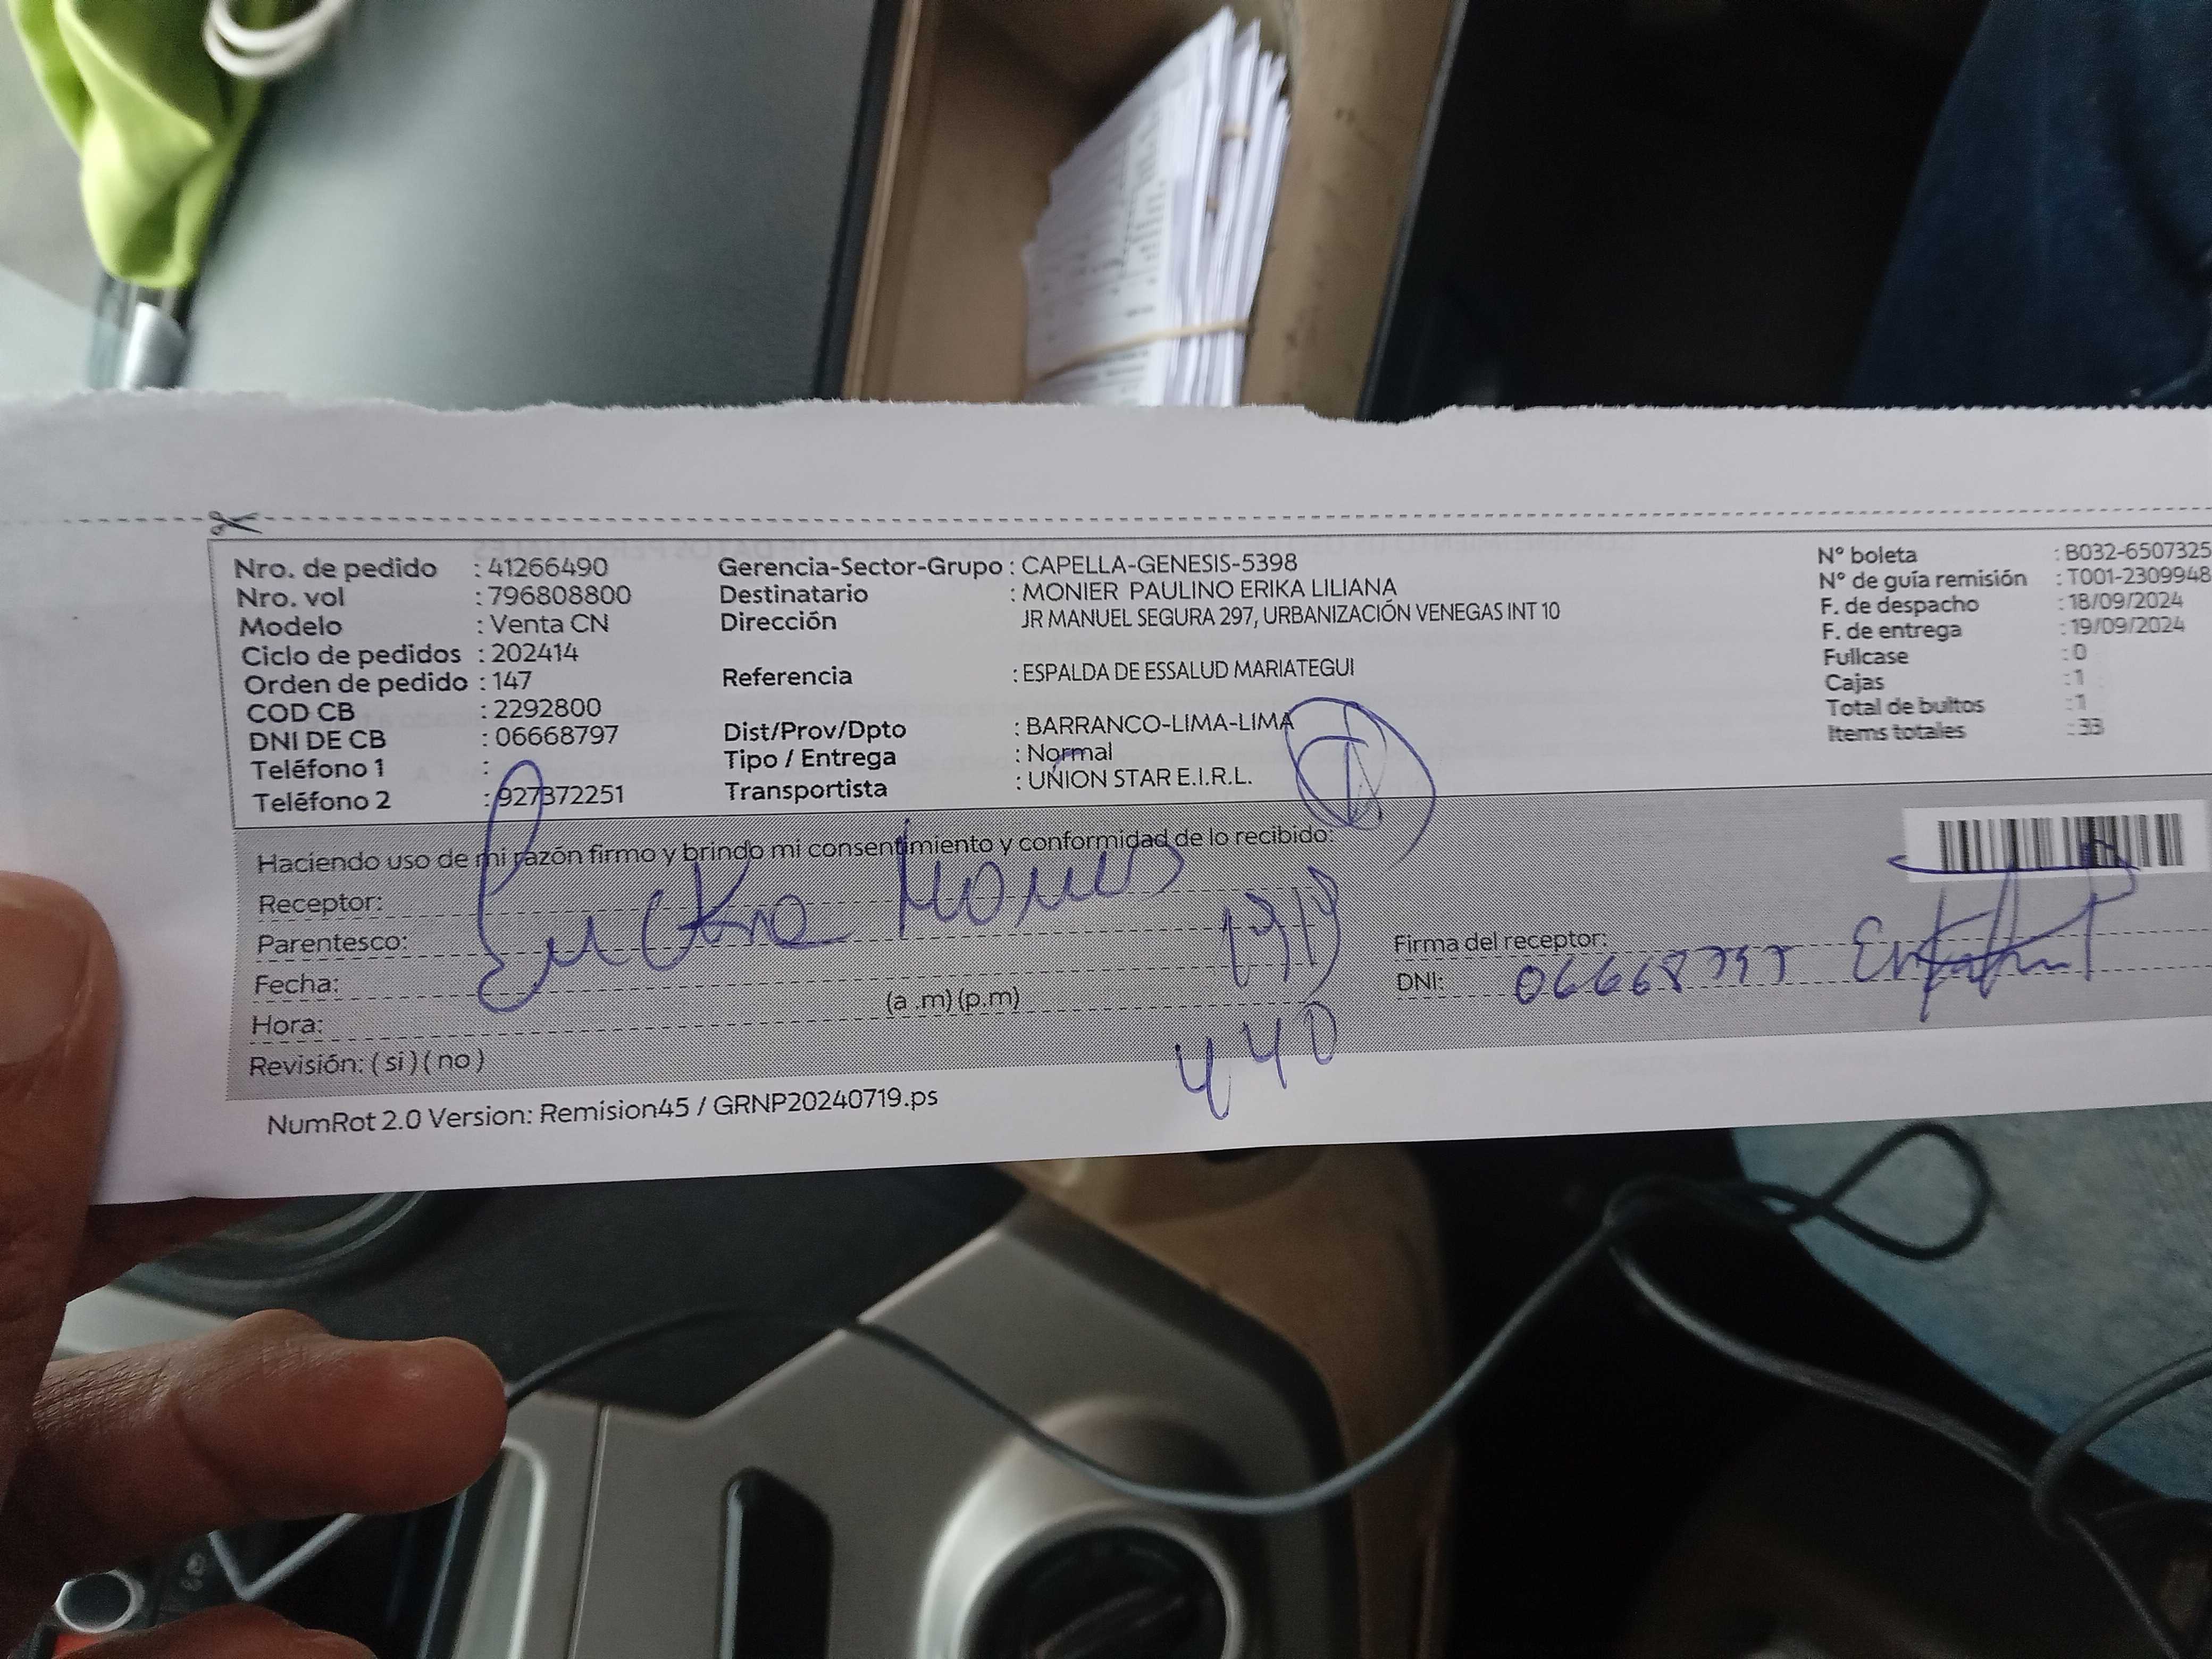 Nro. de pedido : 41266490
Nro. vol : 796808800
Modelo : Venta CN
Ciclo de pedidos : 202414
Orden de pedido : 147
COD CB : 2292800
DNI DE CB : 06668797
Teléfono 1 :
Teléfono 2 : 927372251
Gerencia-Sector-Grupo : CAPELLA-GENESIS-5398
Destinatario : MONIER PAULINO ERIKA LILIANA
Dirección JR MANUEL SEGURA 297, URBANIZACIÓN VENEGAS INT 10
Referencia : ESPALDA DE ESSALUD MARIATEGUI
Dist/Prov/Dpto : BARRANCO-LIMA-LIMA
Tipo / Entrega : Normal
Transportista : UNION STAR E.I.R.L.
N° boleta : B032-6507325
N° de guía remisión : T001-2309948
F. de despacho : 18/09/2024
F. de entrega : 19/09/2024
Fullcase : 0
Cajas : 1
Total de bultos : 1
Items totales : 33
Haciendo uso de mi razón firmo y brindo mi consentimiento y conformidad de lo recibido:
Receptor:
Parentesco:
Fecha:
Hora: (a .m) (p.m)
440
Revisión: ( si ) ( no )
Firma del receptor:
DNI: 06668797
NumRot 2.0 Version: Remision45 / GRNP20240719.ps